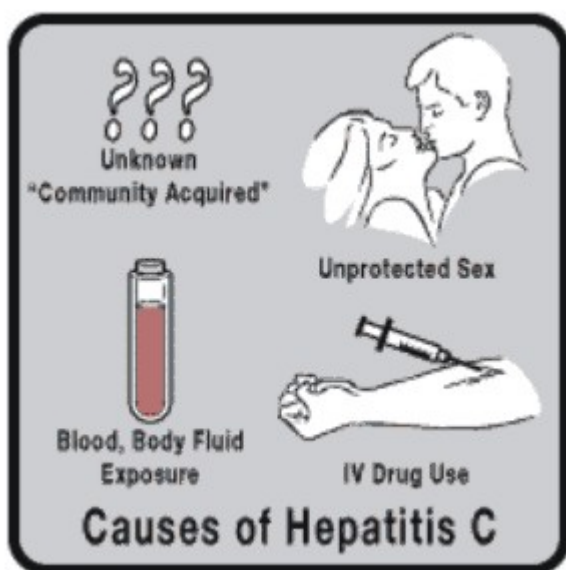 ???
Unknown
"Community Acquired"
Unprotected Sex
Blood, Body Fluid
Exposure
IV Drug Use
Causes of Hepatitis C